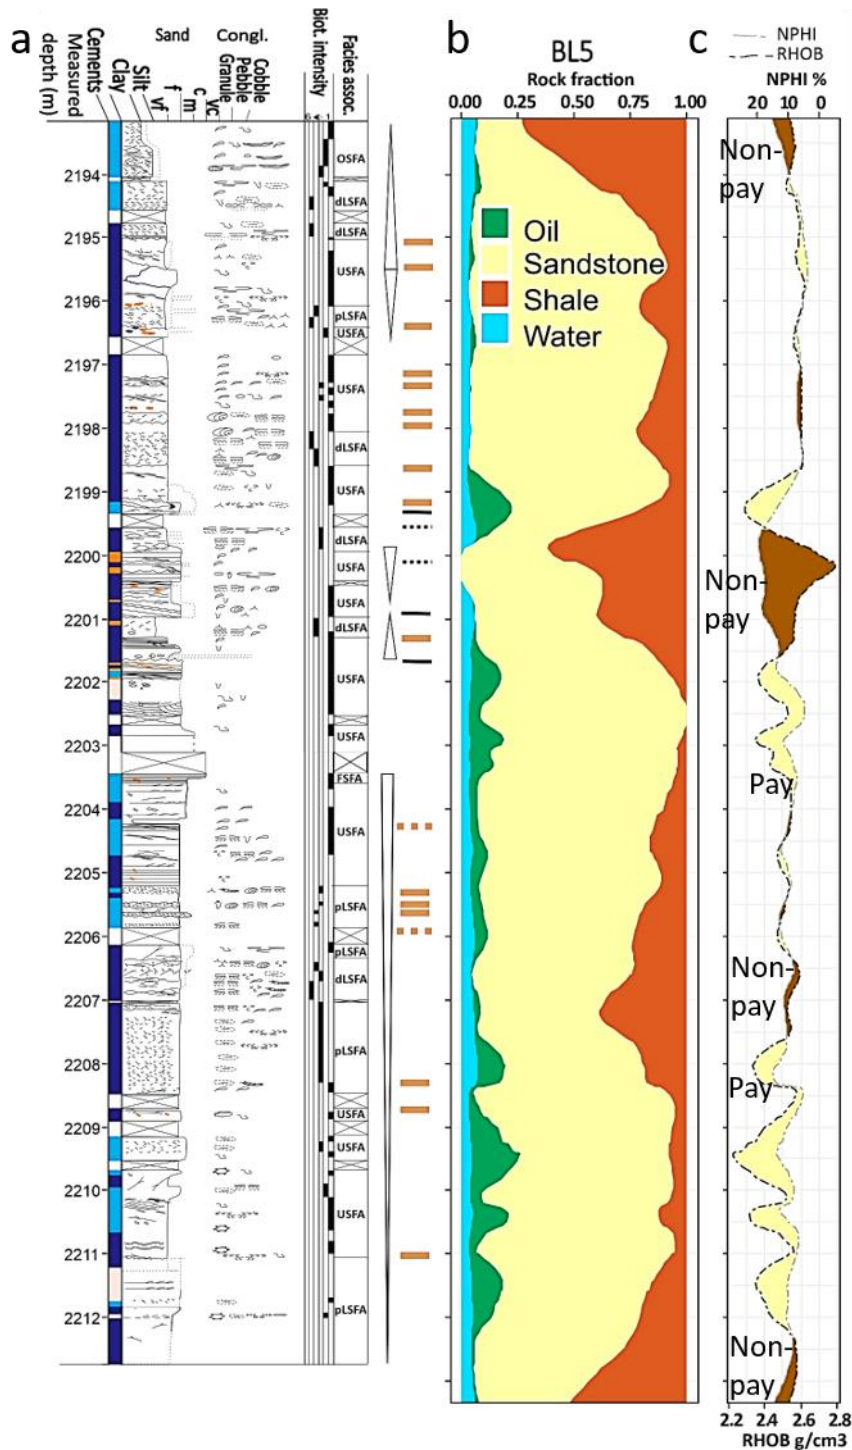 a
b
c
Measured
depth (m)
Cements
Clay
Silt
vf
f
m
c
vc
Sand
Congl.
Granule
Pebble
Cobble
Biot. intensity
6
1
Facies assoc.
BL5
Rock fraction
0.00 0.25 0.50 0.75 1.00
NPHI
RHOB
NPHI %
20 10 0
2194
2195
2196
2197
2198
2199
2200
2201
2202
2203
2204
2205
2206
2207
2208
2209
2210
2211
2212
OSFA
dLSFA
dLSFA
USFA
pLSFA
USFA
USFA
dLSFA
USFA
dLSFA
USFA
USFA
dLSFA
USFA
USFA
FSFA
USFA
pLSFA
pLSFA
dLSFA
pLSFA
USFA
USFA
USFA
pLSFA
Oil
Sandstone
Shale
Water
Non-
pay
Non-
pay
Pay
Non-
pay
Pay
Non-
pay
2.2 2.4 2.6 2.8
RHOB g/cm3